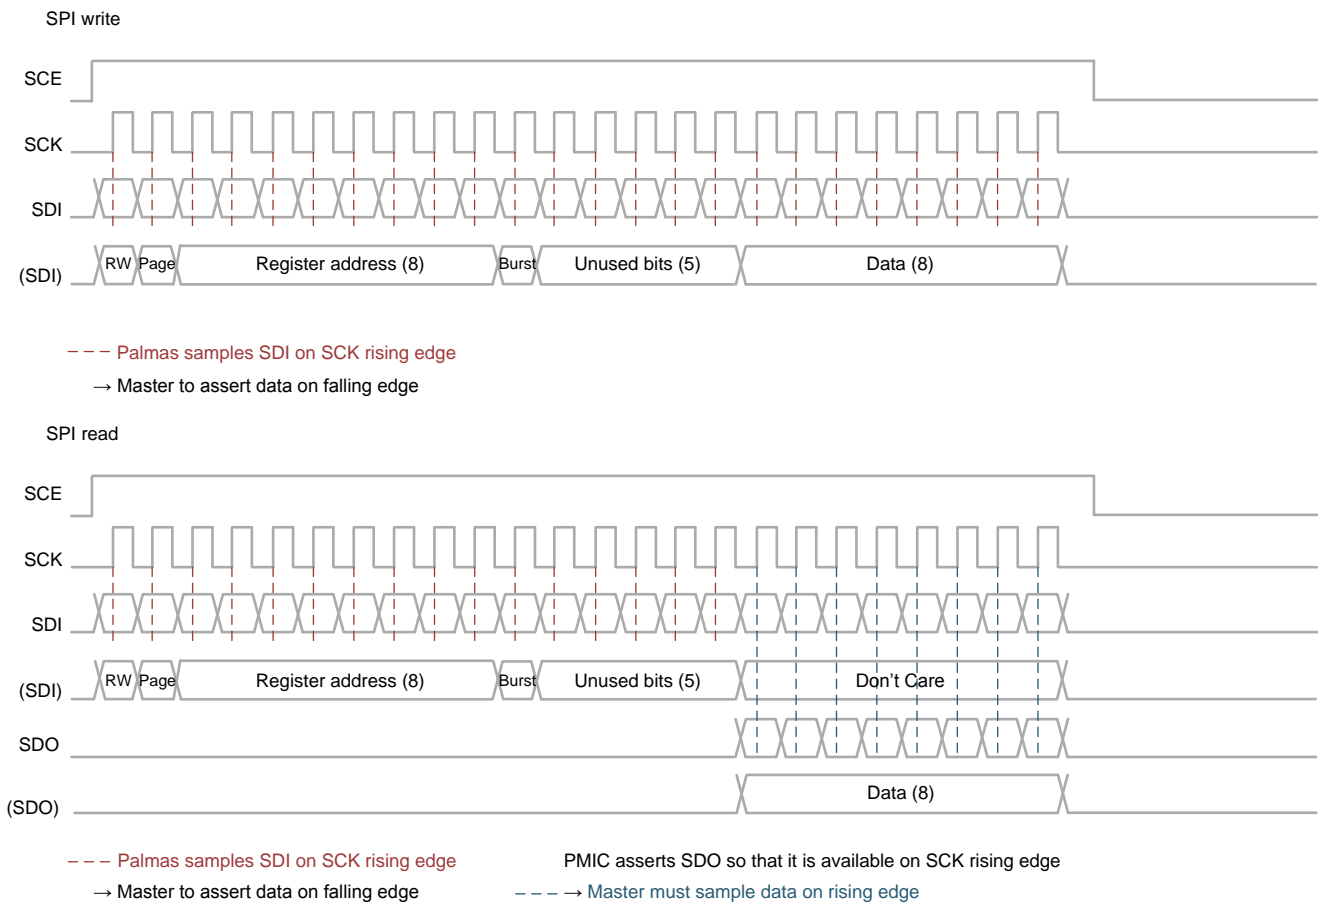 SPI write
SCE
SCK
SDI
(SDI) RW Page Register address (8) Burst Unused bits (5) Data (8)
--- Palmas samples SDI on SCK rising edge
→ Master to assert data on falling edge
SPI read
SCE
SCK
SDI
(SDI) RW Page Register address (8) Burst Unused bits (5) Don't Care
SDO
(SDO) Data (8)
--- Palmas samples SDI on SCK rising edge PMIC asserts SDO so that it is available on SCK rising edge
→ Master to assert data on falling edge --- → Master must sample data on rising edge